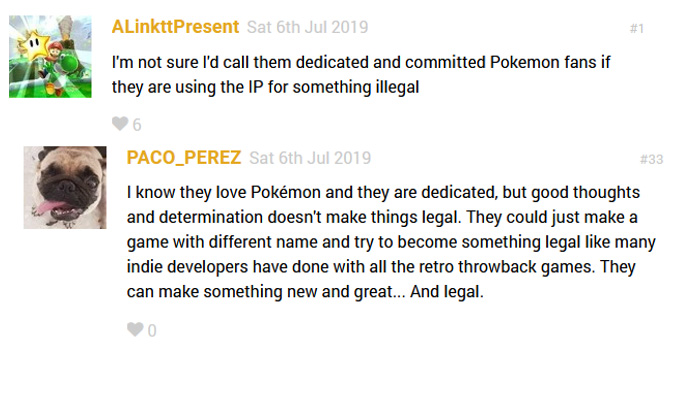 ALinkttPresent Sat 6th Jul 2019 #1
I'm not sure I'd call them dedicated and committed Pokemon fans if
they are using the IP for something illegal
6
PACO_PEREZ Sat 6th Jul 2019 #33
I know they love Pokémon and they are dedicated, but good thoughts
and determination doesn't make things legal. They could just make a
game with different name and try to become something legal like many
indie developers have done with all the retro throwback games. They
can make something new and great... And legal.
0